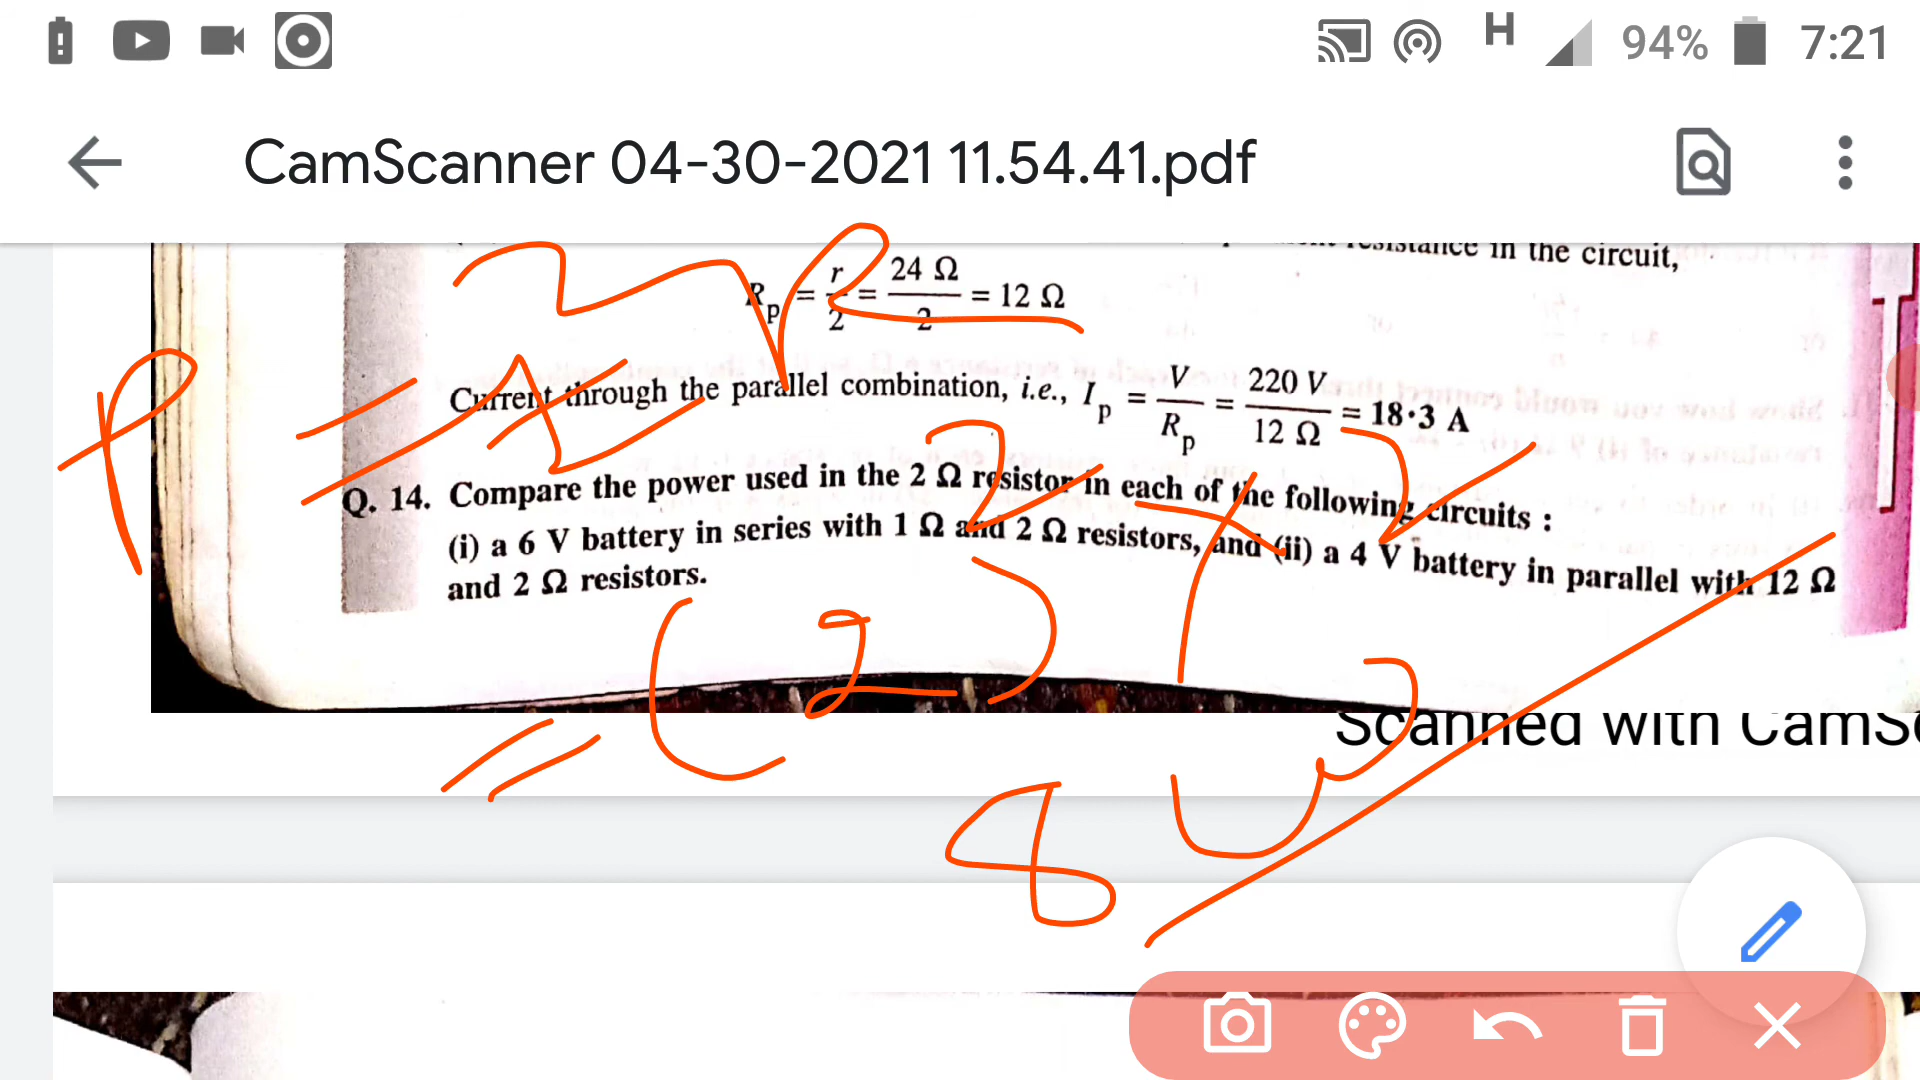 H 94% 7:21
CamScanner 04-30-2021 11.54.41.pdf
resistance in the circuit,
Rp = r/2 = 24 Ω/2 = 12 Ω
Current through the parallel combination, i.e., Ip = V/Rp = 220 V/12 Ω = 18·3 A
Q. 14. Compare the power used in the 2 Ω resistor in each of the following circuits :
(i) a 6 V battery in series with 1 Ω and 2 Ω resistors, and (ii) a 4 V battery in parallel with 12 Ω
and 2 Ω resistors.
P = I²R
= (2)² × 2
= 8 W
Scanned with CamSc